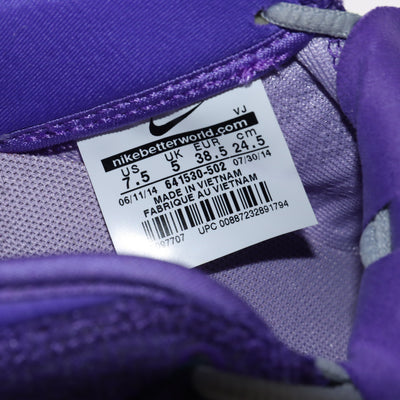 VJ
nikebetterworld.com
US UK EUR cm
7.5 5 38.5 24.5
06/11/14 641530-502 07/30/14
MADE IN VIETNAM
FABRIQUE AU VIETNAM
UPC 00887232891794